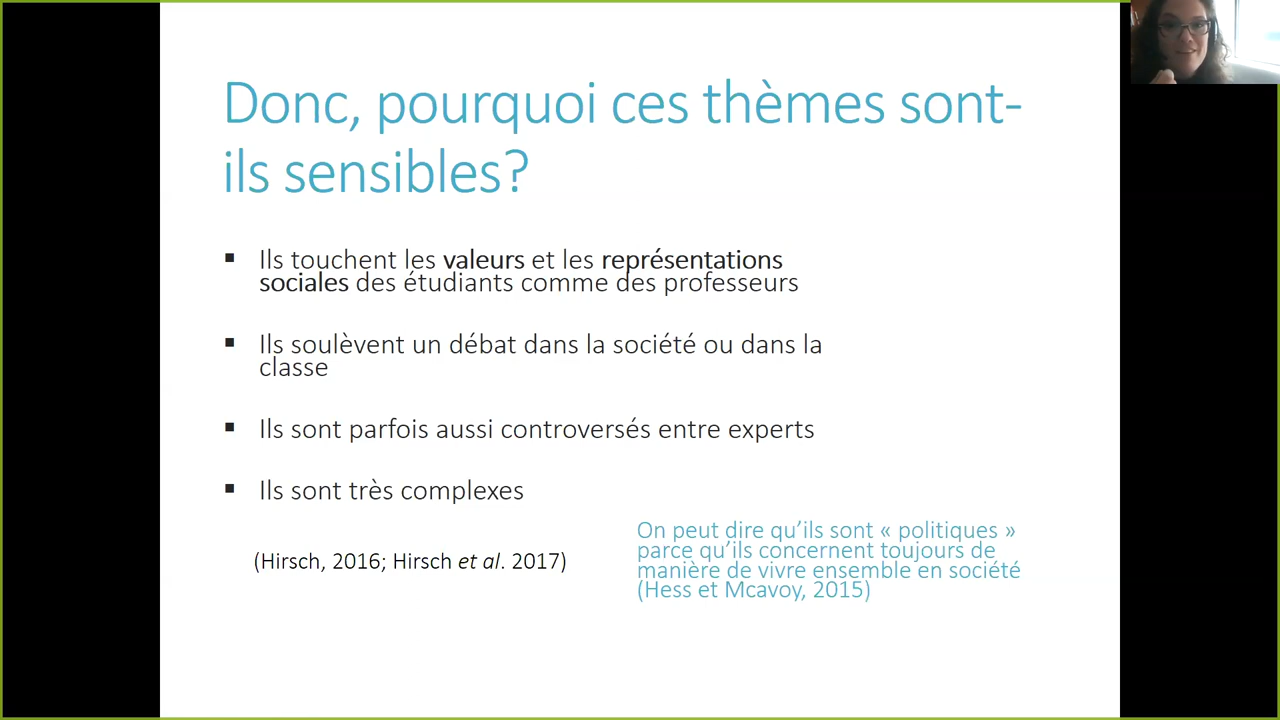 Donc, pourquoi ces thèmes sont-
ils sensibles?
▪ Ils touchent les valeurs et les représentations
sociales des étudiants comme des professeurs
▪ Ils soulèvent un débat dans la société ou dans la
classe
▪ Ils sont parfois aussi controversés entre experts
▪ Ils sont très complexes
(Hirsch, 2016; Hirsch et al. 2017)
On peut dire qu’ils sont « politiques »
parce qu’ils concernent toujours de
manière de vivre ensemble en société
(Hess et Mcavoy, 2015)